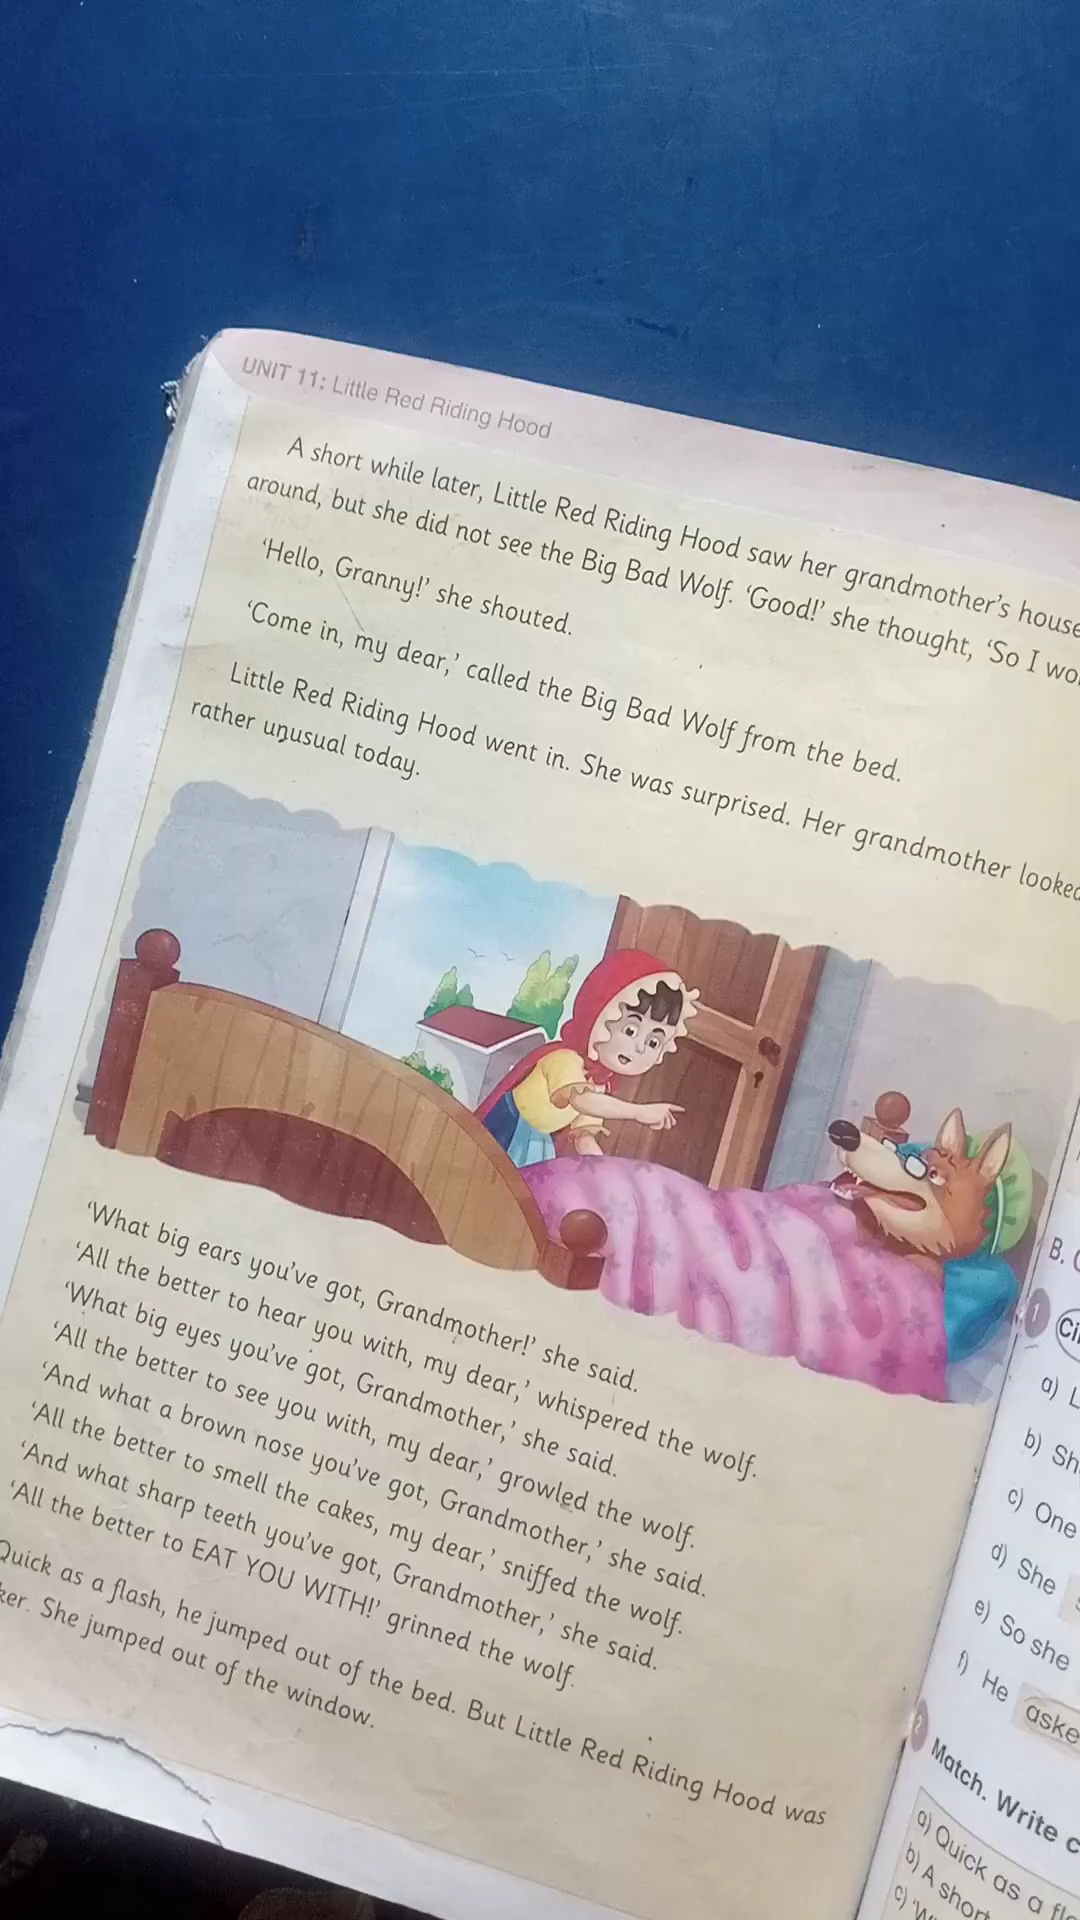 UNIT 11: Little Red Riding Hood
A short while later, Little Red Riding Hood saw her grandmother's house
around, but she did not see the Big Bad Wolf. 'Good!' she thought, 'So I
'Hello, Granny!' she shouted.
'Come in, my dear,' called the Big Bad Wolf from the bed.
Little Red Riding Hood went in. She was surprised. Her grandmother looked
rather unusual today.
'What big ears you've got, Grandmother!' she said.
'All the better to hear you with, my dear,' whispered the wolf.
'What big eyes you've got, Grandmother,' she said.
'All the better to see you with, my dear,' growled the wolf.
'And what a brown nose you've got, Grandmother,' she said.
'All the better to smell the cakes, my dear,' sniffed the wolf.
'And what sharp teeth you've got, Grandmother,' she said.
'All the better to EAT YOU WITH!' grinned the wolf.
Quick as a flash, he jumped out of the bed. But Little Red Riding Hood was
She jumped out of the window.
B.
1
a)
b)
c) One
d) She
e) So she
f) He
2 Match. Write
a) Quick as a
b) A short
c)